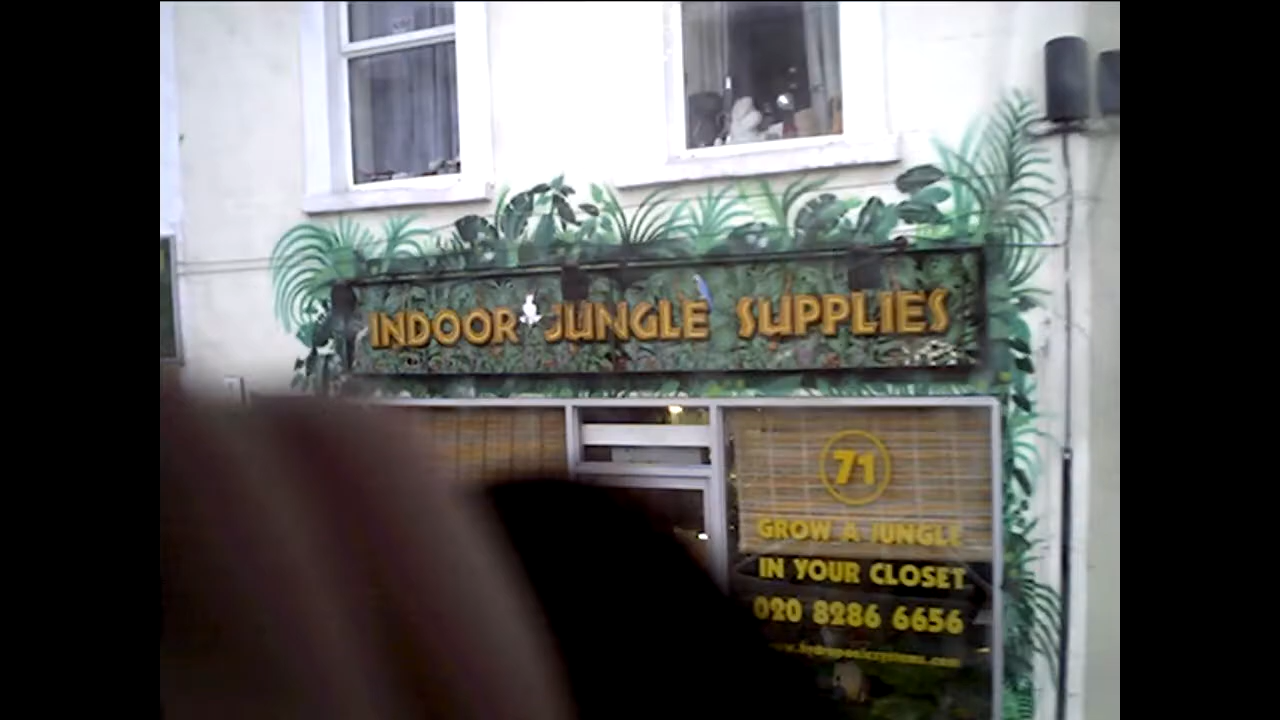 INDOOR JUNGLE SUPPLIES
71
GROW A JUNGLE
IN YOUR CLOSET
020 8286 6656